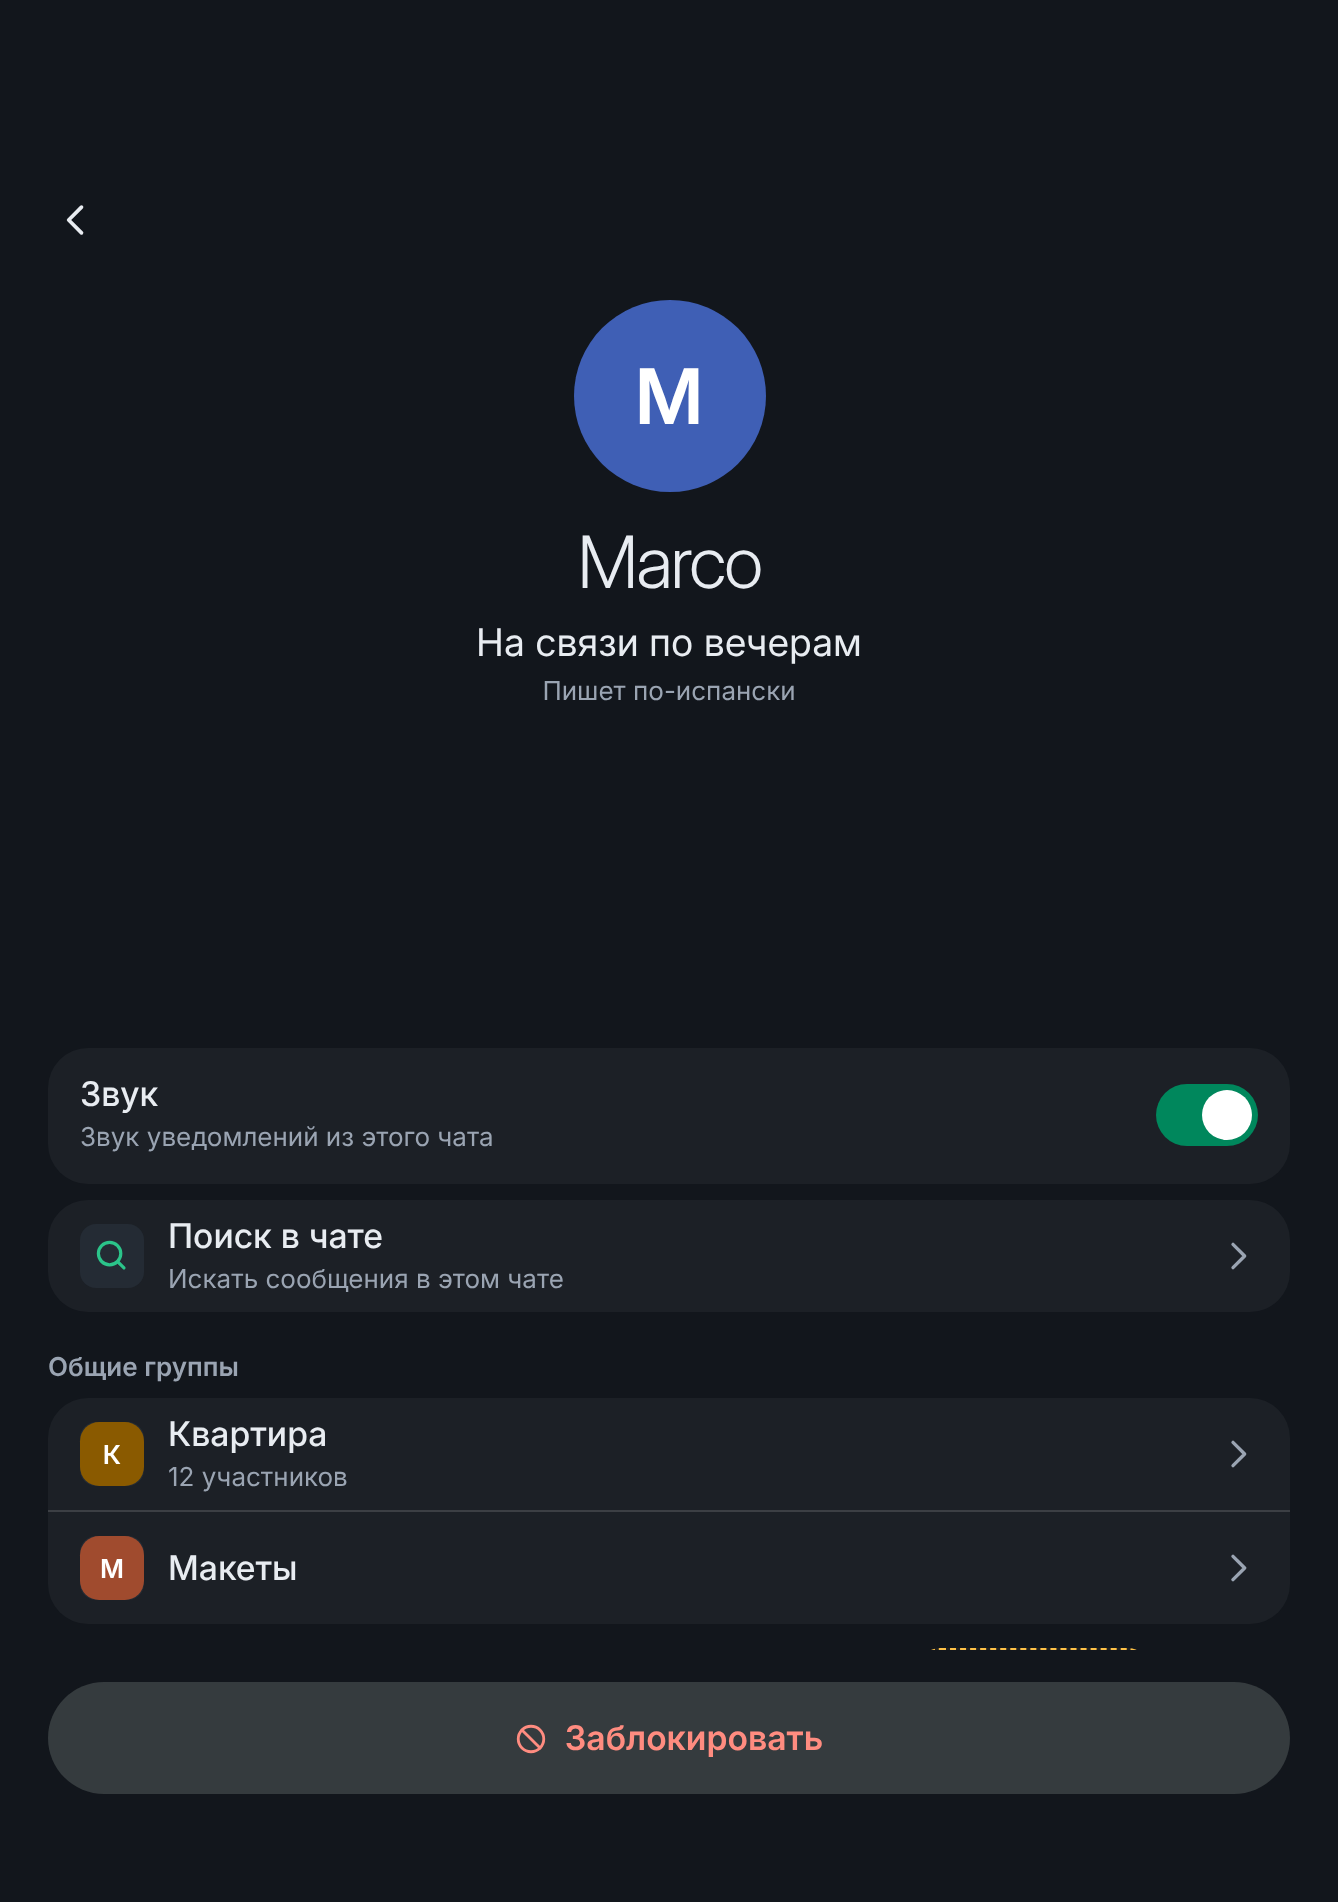 M
Marco
На связи по вечерам
Пишет по-испански
Звук
Звук уведомлений из этого чата
Поиск в чате
Искать сообщения в этом чате
Общие группы
К
Квартира
12 участников
М
Макеты
Заблокировать